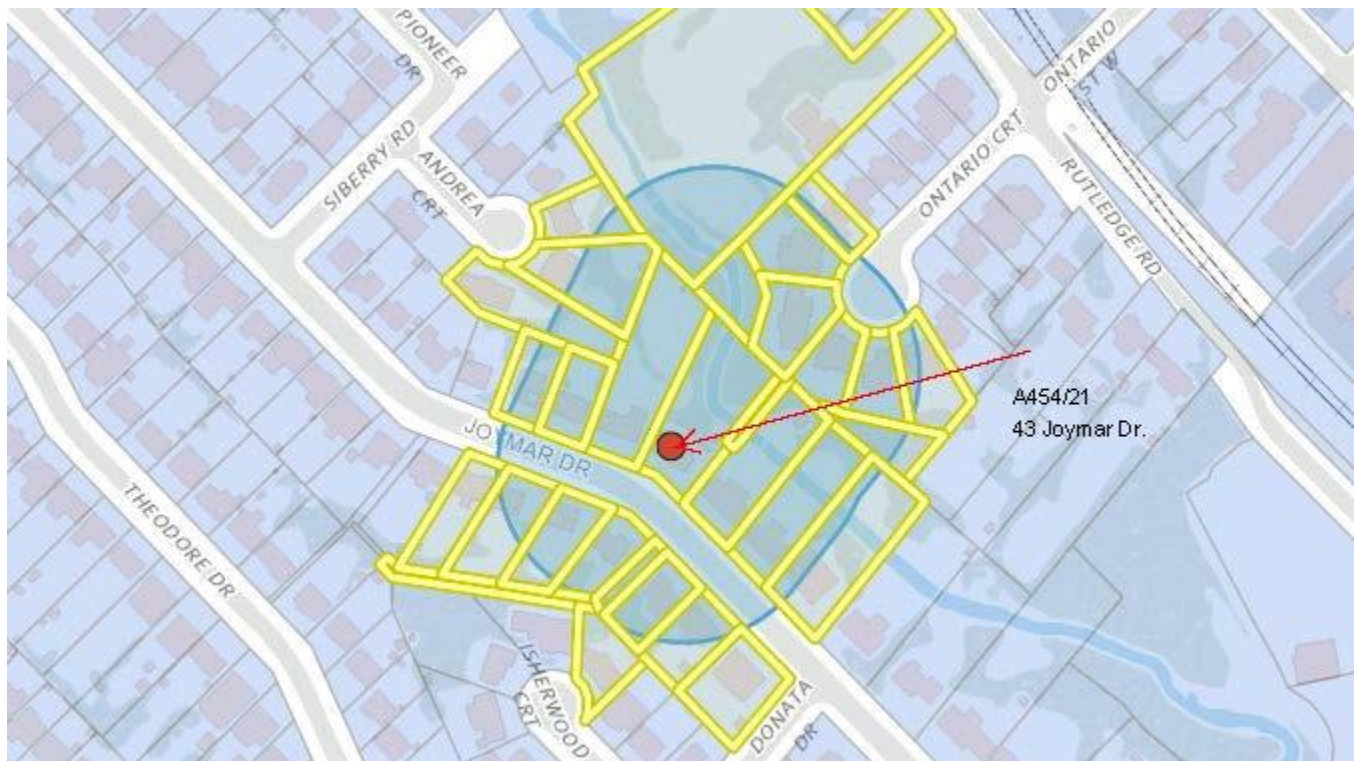 PIONEER
DR
ONTARIO
ST W
SIBERRY RD
ANDREA
CRT
ONTARIO CRT
RUTLEDGE RD
A454/21
43 Joymar Dr.
JOYMAR DR
THEODORE DR
ISHERWOOD
CRT
DONATA
DR